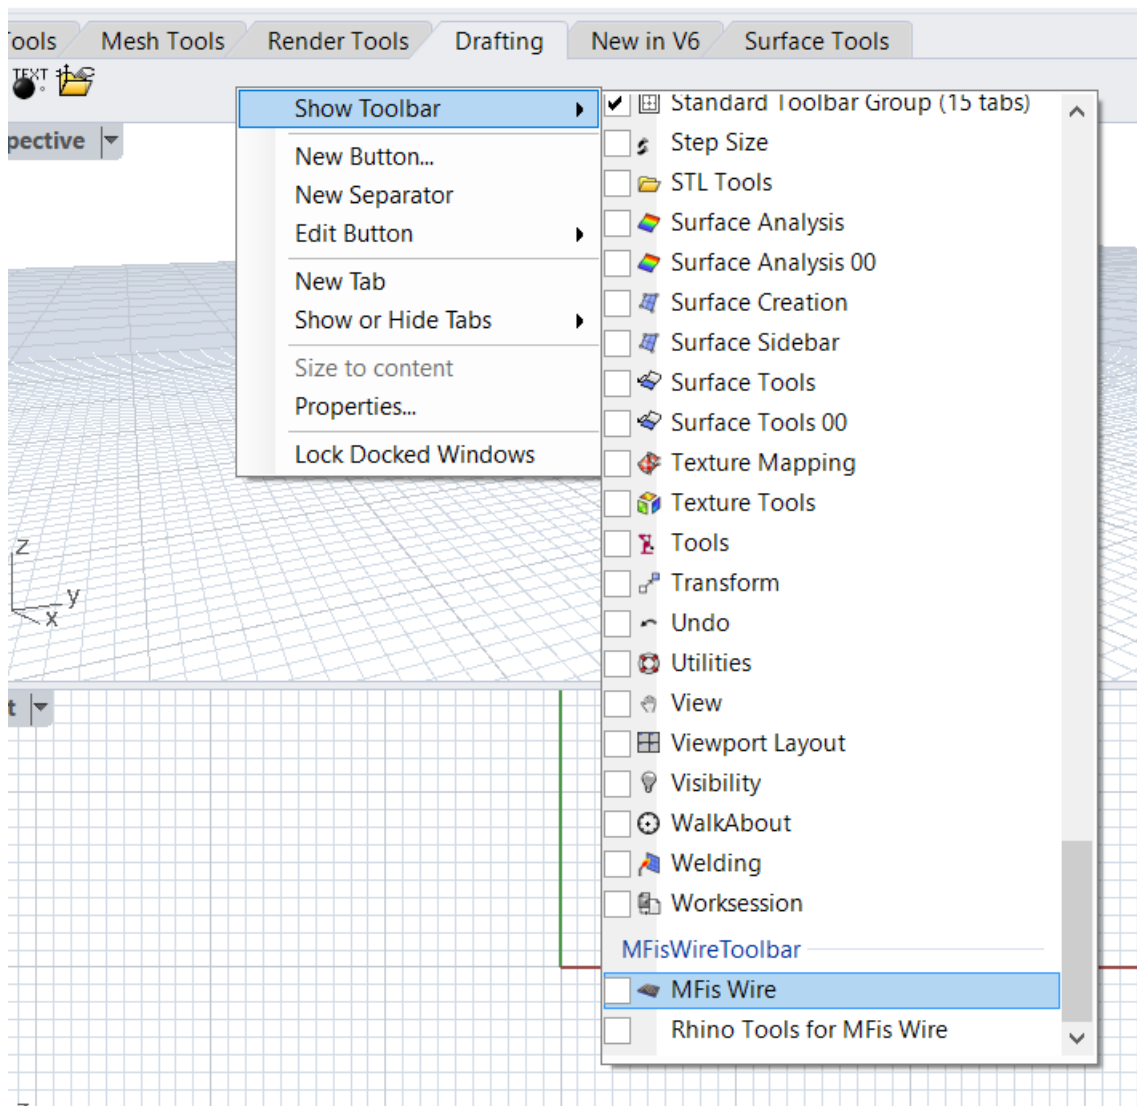 ools
Mesh Tools
Render Tools
Drafting
New in V6
Surface Tools
TEXT
pective
Show Toolbar
New Button...
New Separator
Edit Button
New Tab
Show or Hide Tabs
Size to content
Properties...
Lock Docked Windows
Standard Toolbar Group (15 tabs)
Step Size
STL Tools
Surface Analysis
Surface Analysis 00
Surface Creation
Surface Sidebar
Surface Tools
Surface Tools 00
Texture Mapping
Texture Tools
Tools
Transform
Undo
Utilities
View
Viewport Layout
Visibility
WalkAbout
Welding
Worksession
MFisWireToolbar
MFis Wire
Rhino Tools for MFis Wire
z
y
x
t